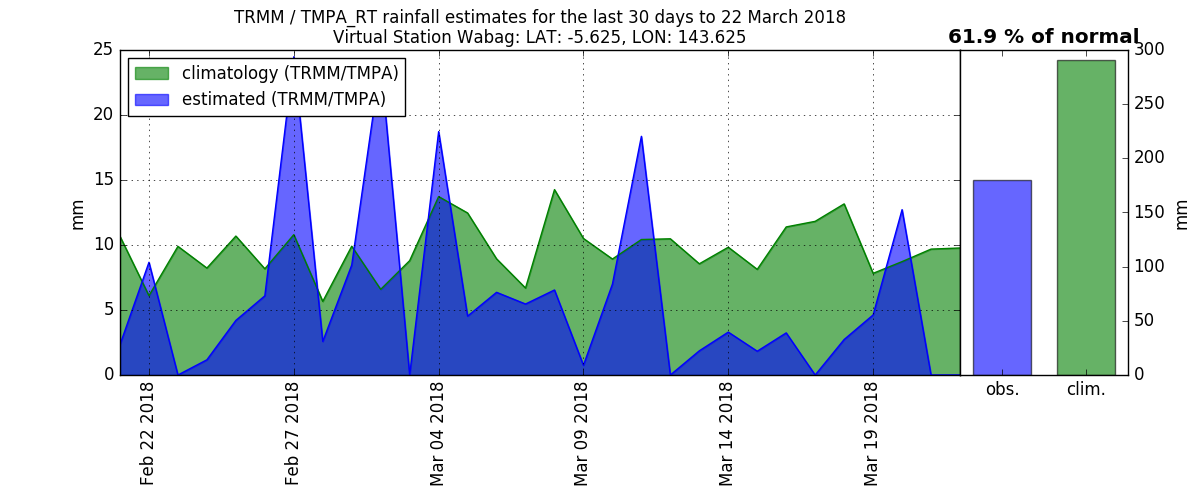 TRMM / TMPA_RT rainfall estimates for the last 30 days to 22 March 2018
Virtual Station Wabag: LAT: -5.625, LON: 143.625
61.9 % of normal
climatology (TRMM/TMPA)
estimated (TRMM/TMPA)
25
20
15
10
5
0
mm
Feb 22 2018
Feb 27 2018
Mar 04 2018
Mar 09 2018
Mar 14 2018
Mar 19 2018
300
250
200
150
100
50
0
mm
obs.
clim.